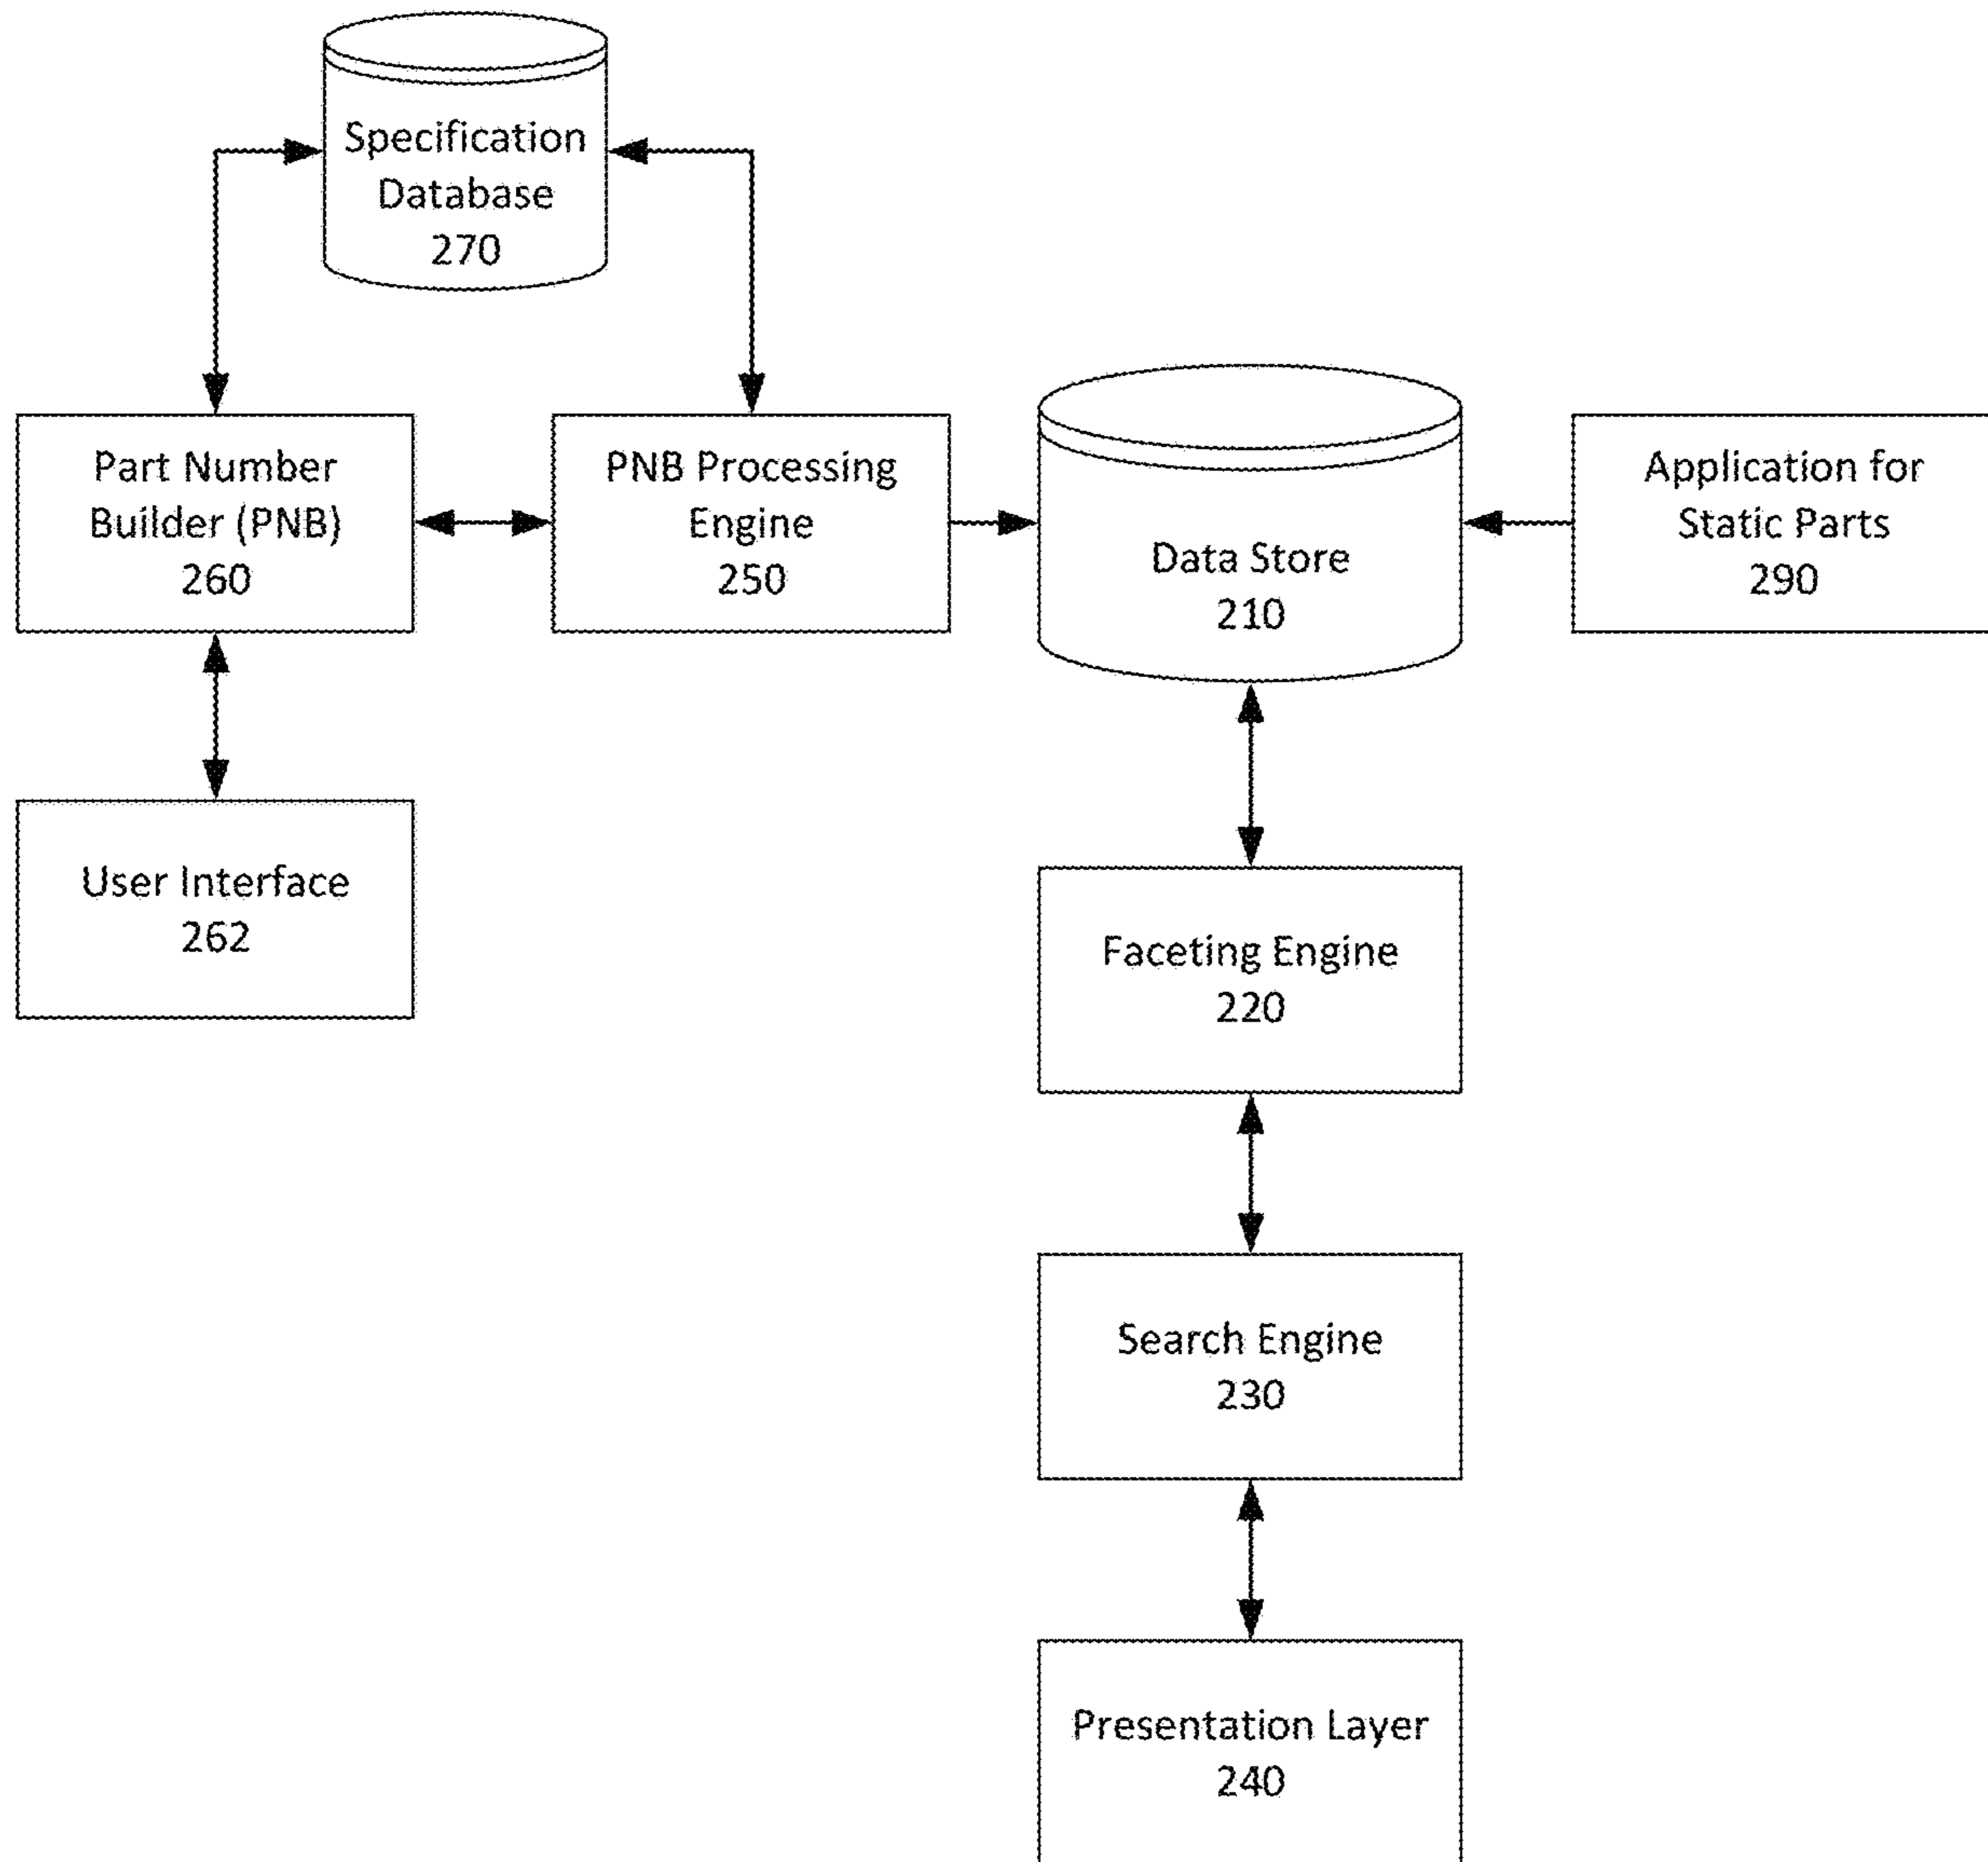 Specification
Database
270
Part Number
Builder (PNB)
260
PNB Processing
Engine
250
Data Store
210
Application for
Static Parts
290
User Interface
262
Faceting Engine
220
Search Engine
230
Presentation Layer
240